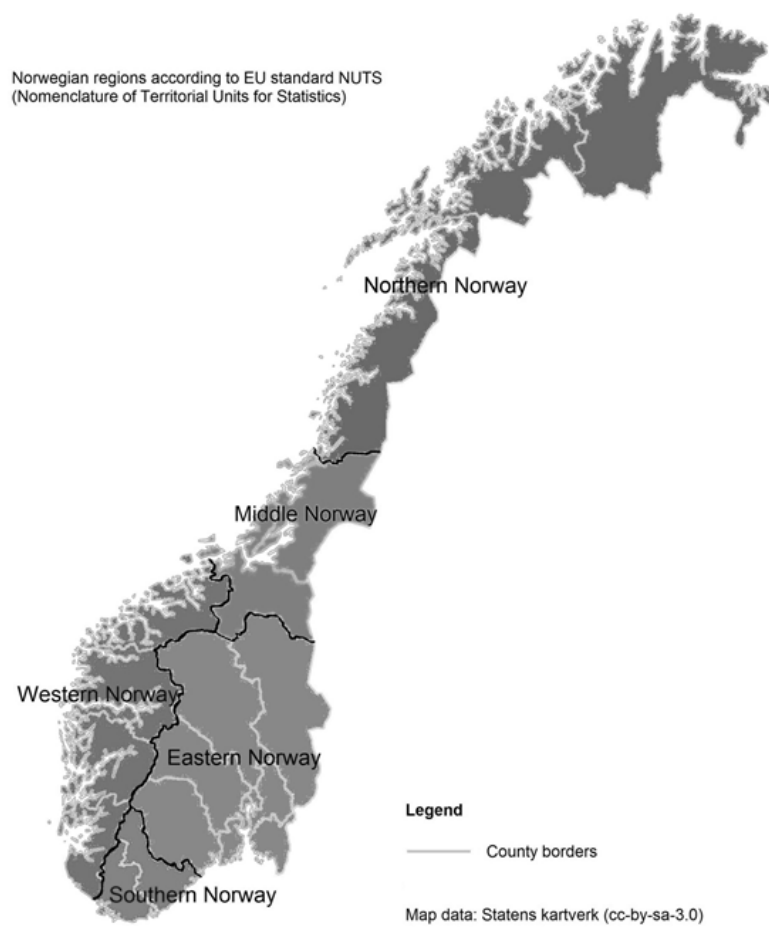 Norwegian regions according to EU standard NUTS
(Nomenclature of Territorial Units for Statistics)
Northern Norway
Middle Norway
Western Norway
Eastern Norway
Southern Norway
Legend
County borders
Map data: Statens kartverk (cc-by-sa-3.0)